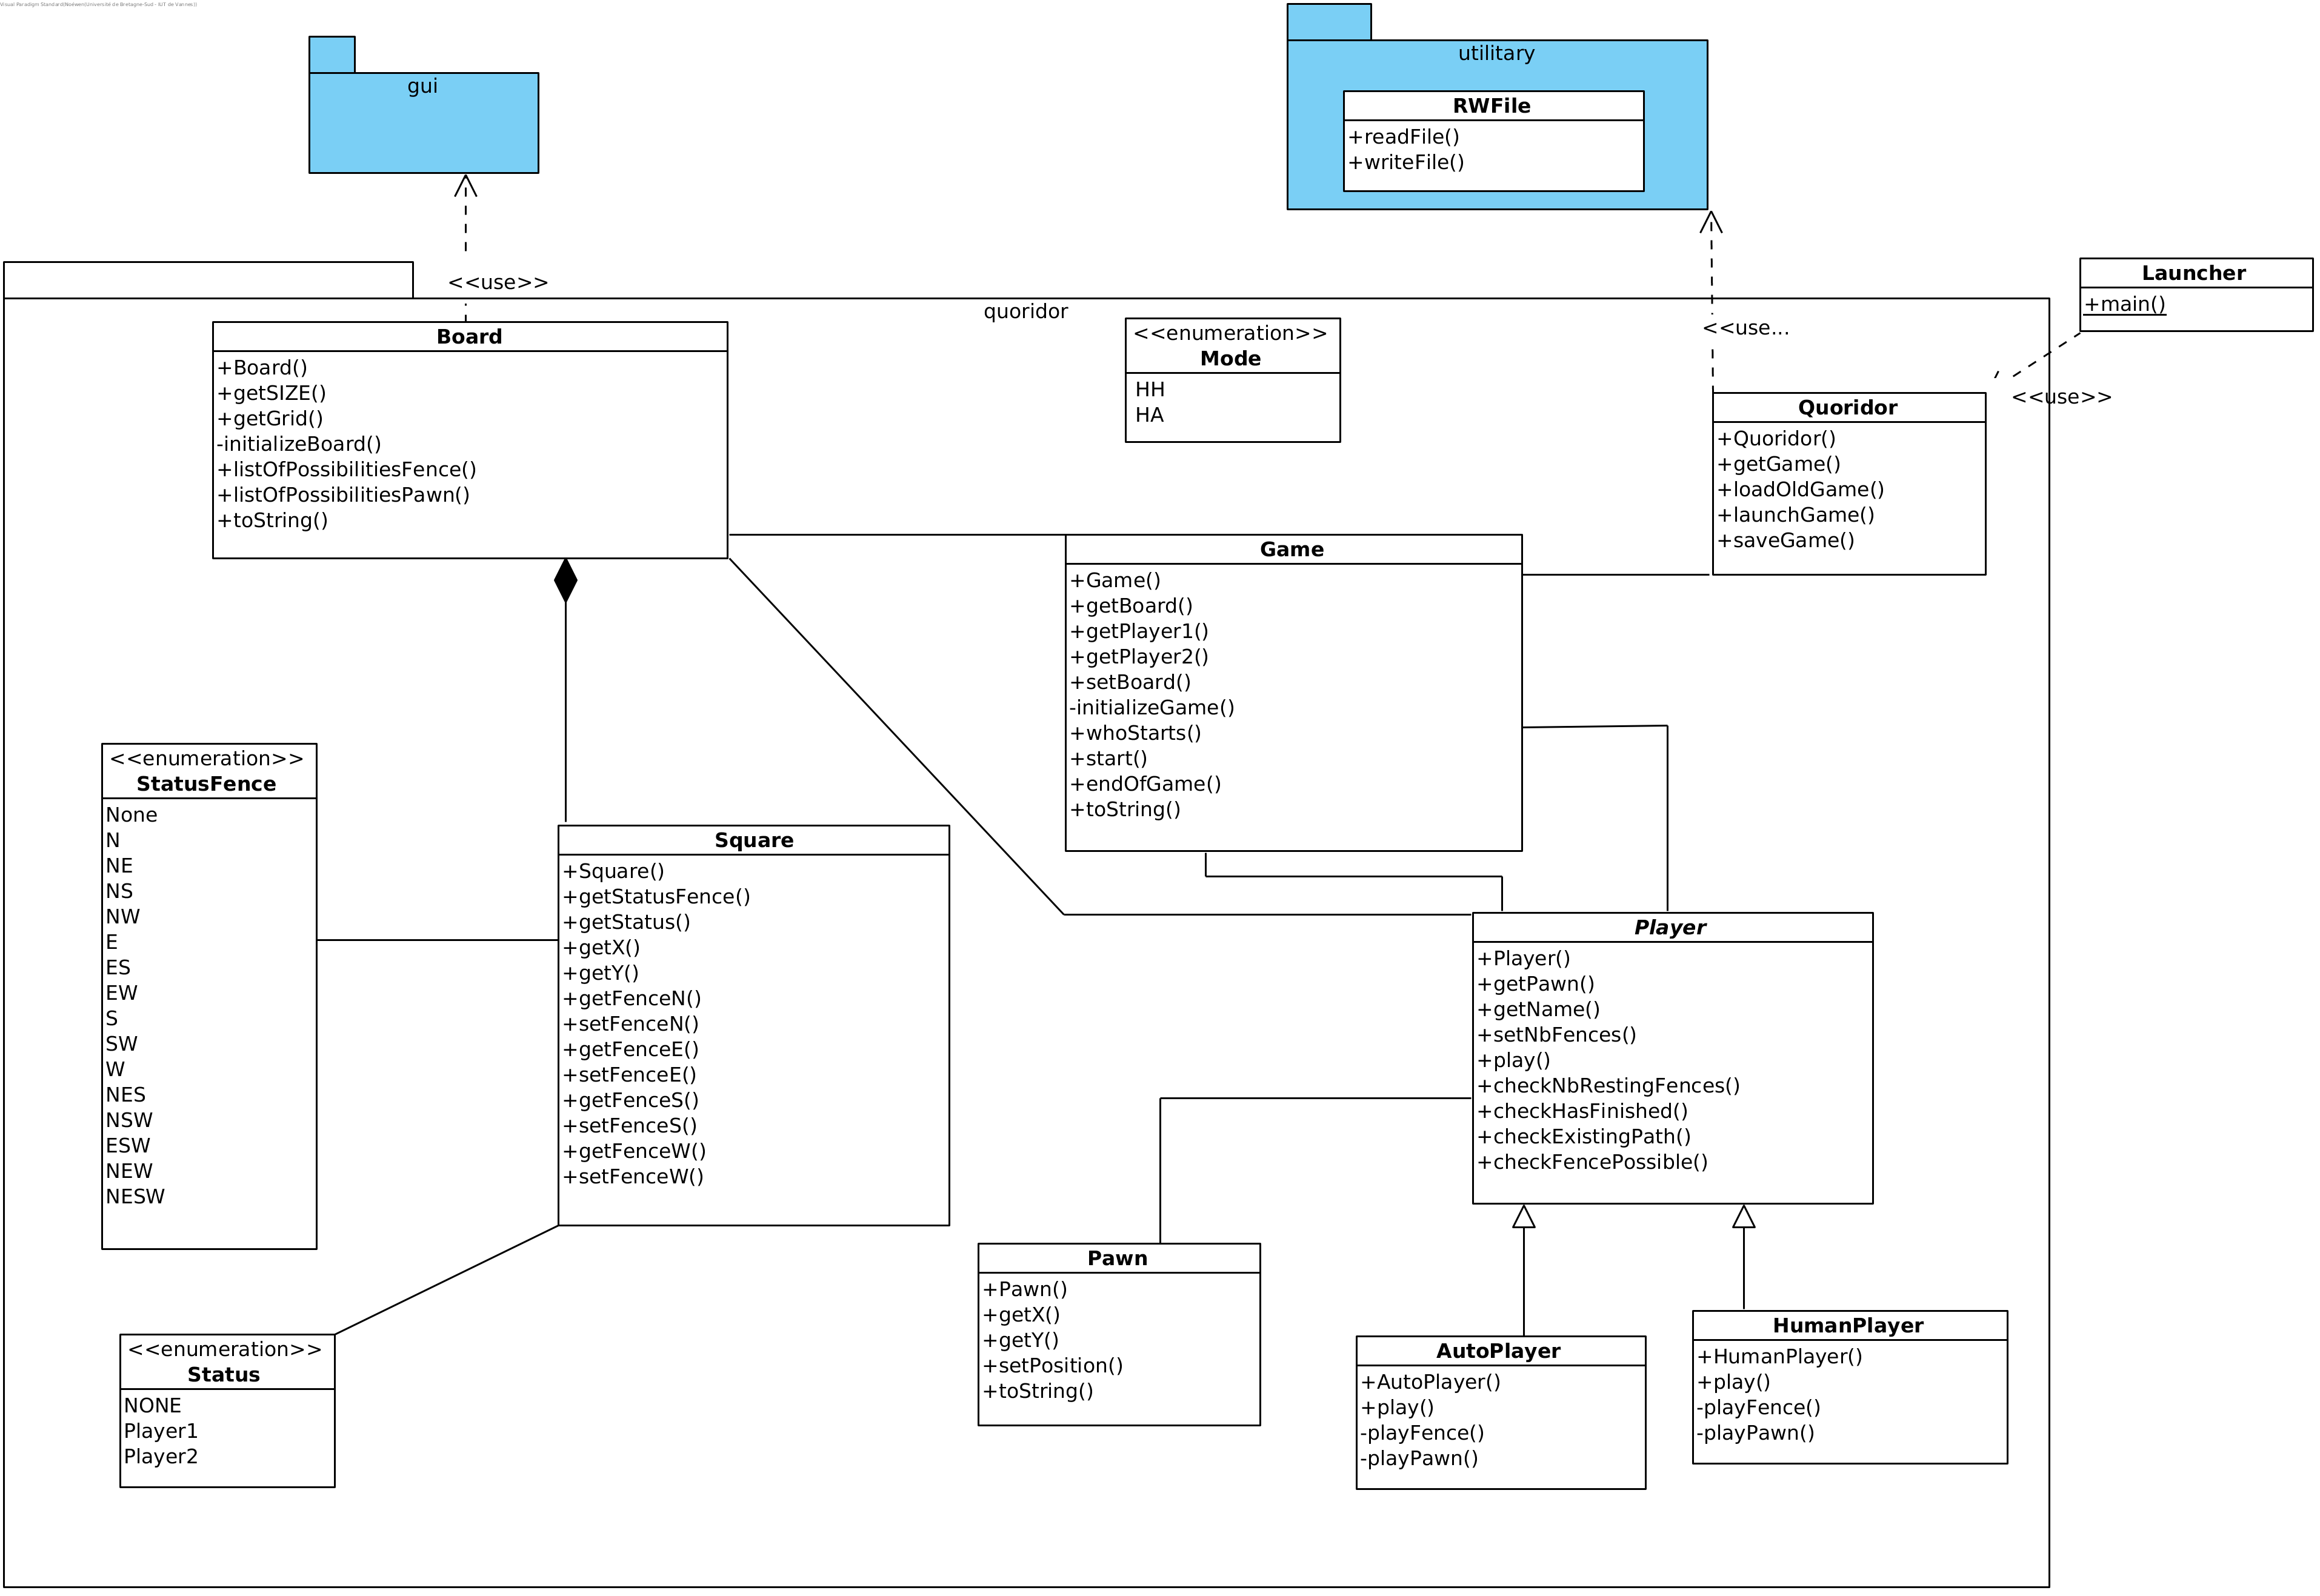 Visual Paradigm Standard(Noéwen(Université de Bretagne-Sud - IUT de Vannes))
gui
utilitary
RWFile
+readFile()
+writeFile()
<<use>>
<<use...
Launcher
+main()
<<use>>
quoridor
Board
+Board()
+getSIZE()
+getGrid()
-initializeBoard()
+listOfPossibilitiesFence()
+listOfPossibilitiesPawn()
+toString()
<<enumeration>>
Mode
HH
HA
Quoridor
+Quoridor()
+getGame()
+loadOldGame()
+launchGame()
+saveGame()
Game
+Game()
+getBoard()
+getPlayer1()
+getPlayer2()
+setBoard()
-initializeGame()
+whoStarts()
+start()
+endOfGame()
+toString()
<<enumeration>>
StatusFence
None
N
NE
NS
NW
E
ES
EW
S
SW
W
NES
NSW
ESW
NEW
NESW
Square
+Square()
+getStatusFence()
+getStatus()
+getX()
+getY()
+getFenceN()
+setFenceN()
+getFenceE()
+setFenceE()
+getFenceS()
+setFenceS()
+getFenceW()
+setFenceW()
Player
+Player()
+getPawn()
+getName()
+setNbFences()
+play()
+checkNbRestingFences()
+checkHasFinished()
+checkExistingPath()
+checkFencePossible()
Pawn
+Pawn()
+getX()
+getY()
+setPosition()
+toString()
<<enumeration>>
Status
NONE
Player1
Player2
AutoPlayer
+AutoPlayer()
+play()
-playFence()
-playPawn()
HumanPlayer
+HumanPlayer()
+play()
-playFence()
-playPawn()